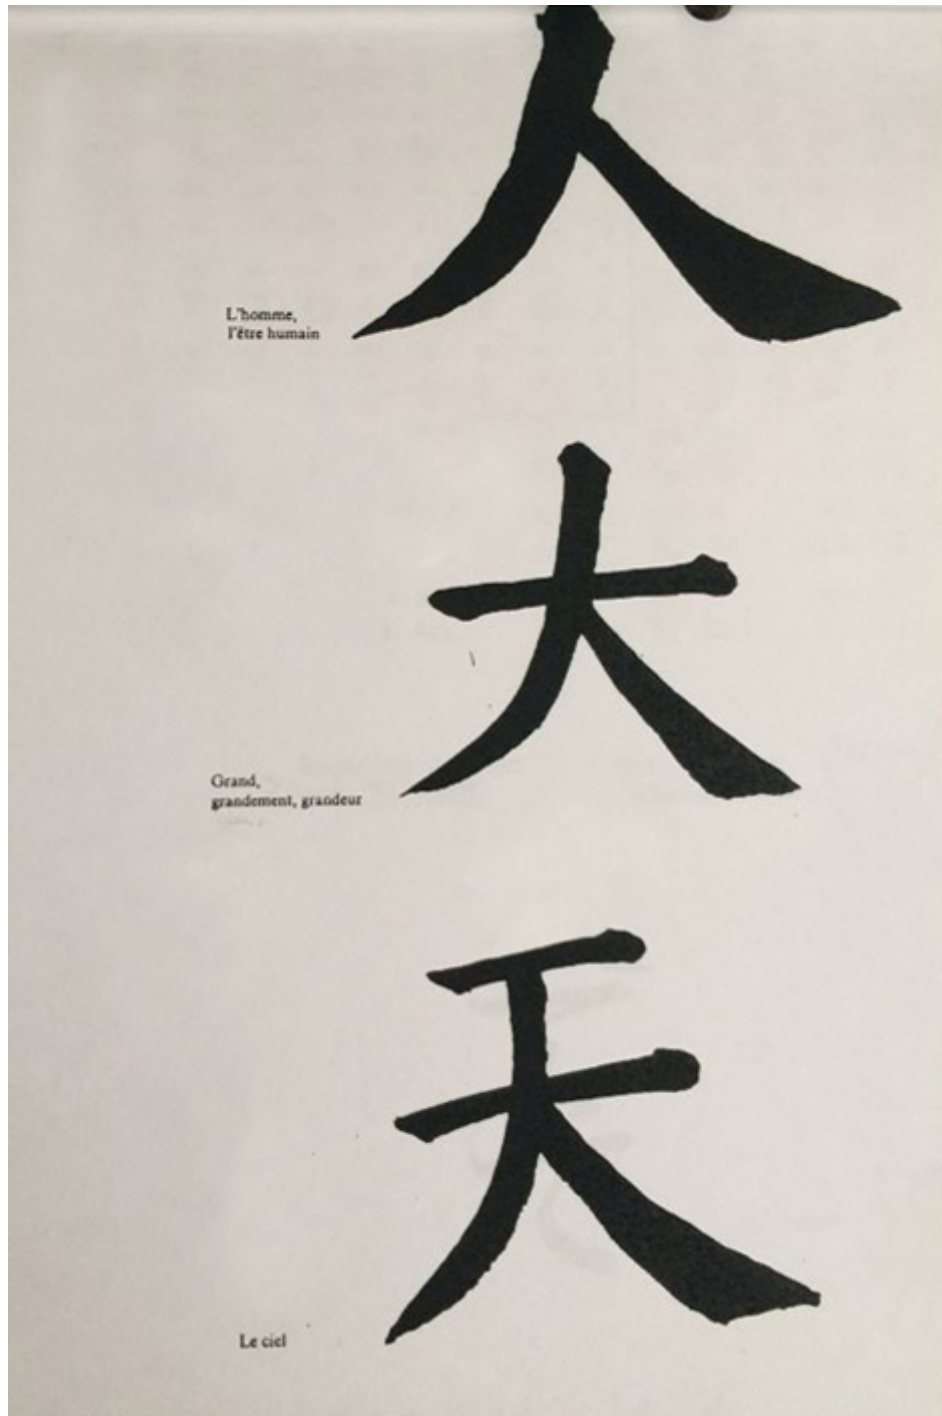 人
L'homme,
l'être humain
大
Grand,
grandement, grandeur
天
Le ciel